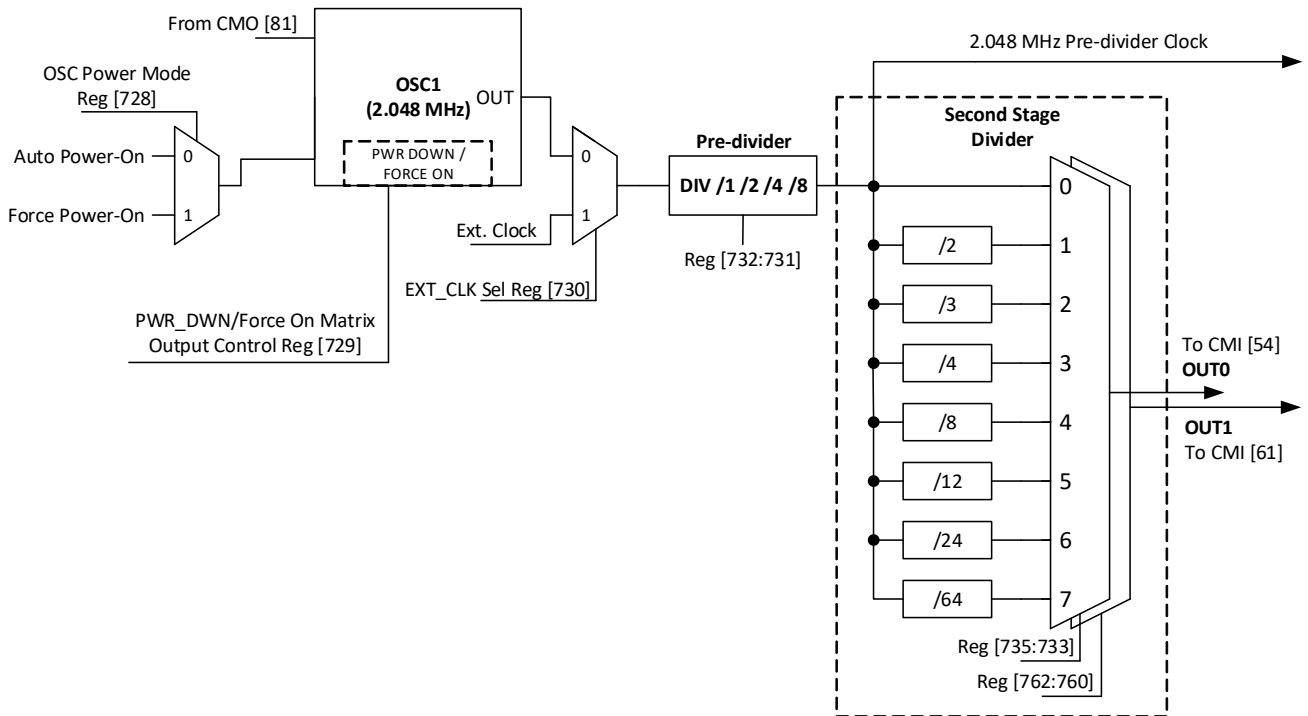 From CMO [81]
OSC Power Mode
Reg [728]
Auto Power-On
0
Force Power-On
1
OSC1
(2.048 MHz)
OUT
PWR DOWN /
FORCE ON
PWR_DWN/Force On Matrix
Output Control Reg [729]
0
1
Ext. Clock
EXT_CLK Sel Reg [730]
Pre-divider
DIV /1 /2 /4 /8
Reg [732:731]
2.048 MHz Pre-divider Clock
Second Stage
Divider
0
/2
1
/3
2
/4
3
/8
4
/12
5
/24
6
/64
7
To CMI [54]
OUT0
OUT1
To CMI [61]
Reg [735:733]
Reg [762:760]